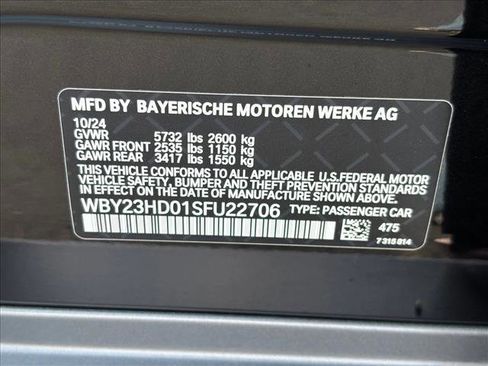 MFD BY BAYERISCHE MOTOREN WERKE AG
10/24
GVWR 5732 lbs 2600 kg
GAWR FRONT 2535 lbs 1150 kg
GAWR REAR 3417 lbs 1550 kg
THIS VEHICLE CONFORMS TO ALL APPLICABLE U.S.FEDERAL MOTOR
VEHICLE SAFETY, BUMPER, AND THEFT PREVENTION STANDARDS IN
EFFECT ON THE DATE OF MANUFACTURE SHOWN ABOVE.
WBY23HD01SFU22706 TYPE: PASSENGER CAR
475
7315814